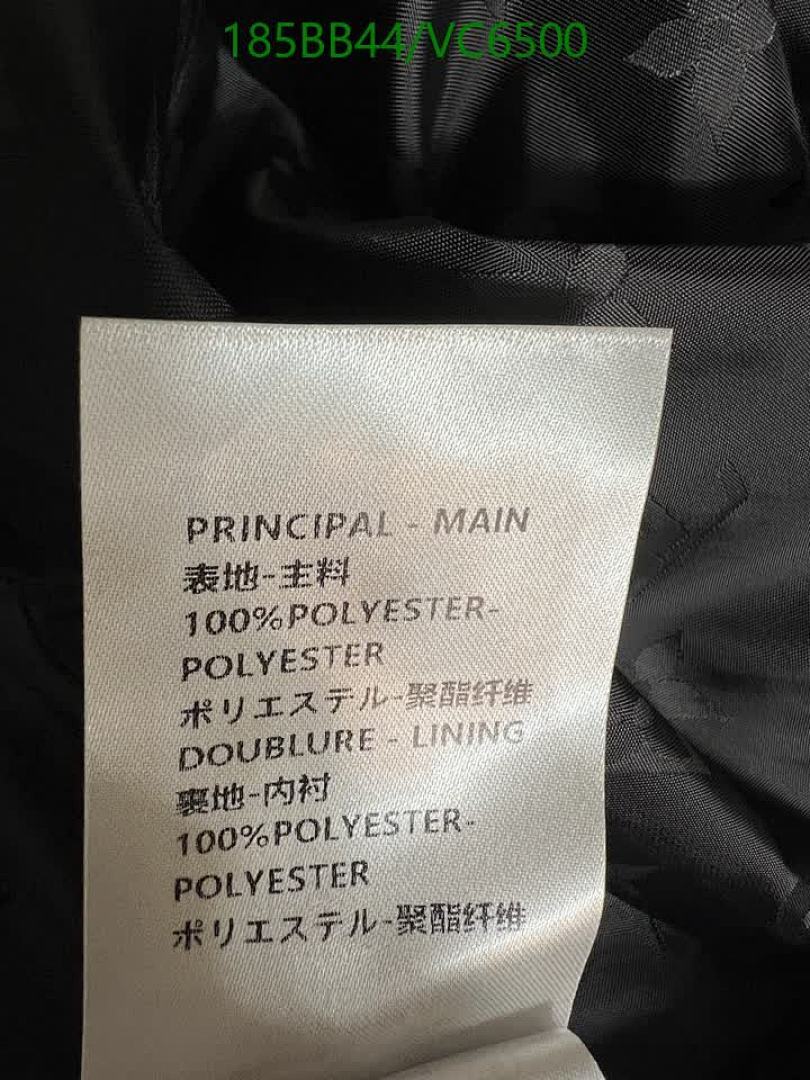 185BB44/VC6500
PRINCIPAL - MAIN
表地-主料
100%POLYESTER-
POLYESTER
ポリエステル-聚酯纤维
DOUBLURE - LINING
裏地-内衬
100%POLYESTER-
POLYESTER
ポリエステル-聚酯纤维